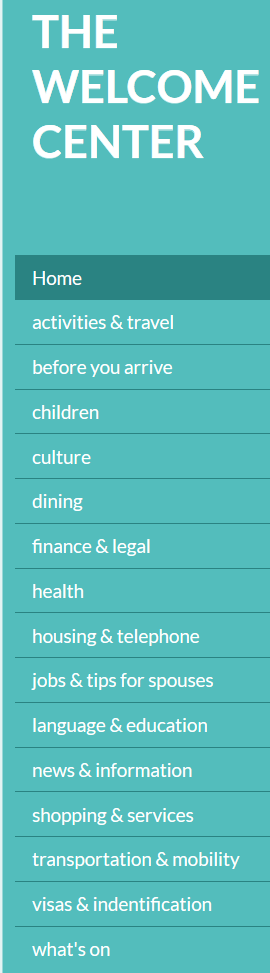 THE
WELCOME
CENTER
Home
activities & travel
before you arrive
children
culture
dining
finance & legal
health
housing & telephone
jobs & tips for spouses
language & education
news & information
shopping & services
transportation & mobility
visas & indentification
what's on